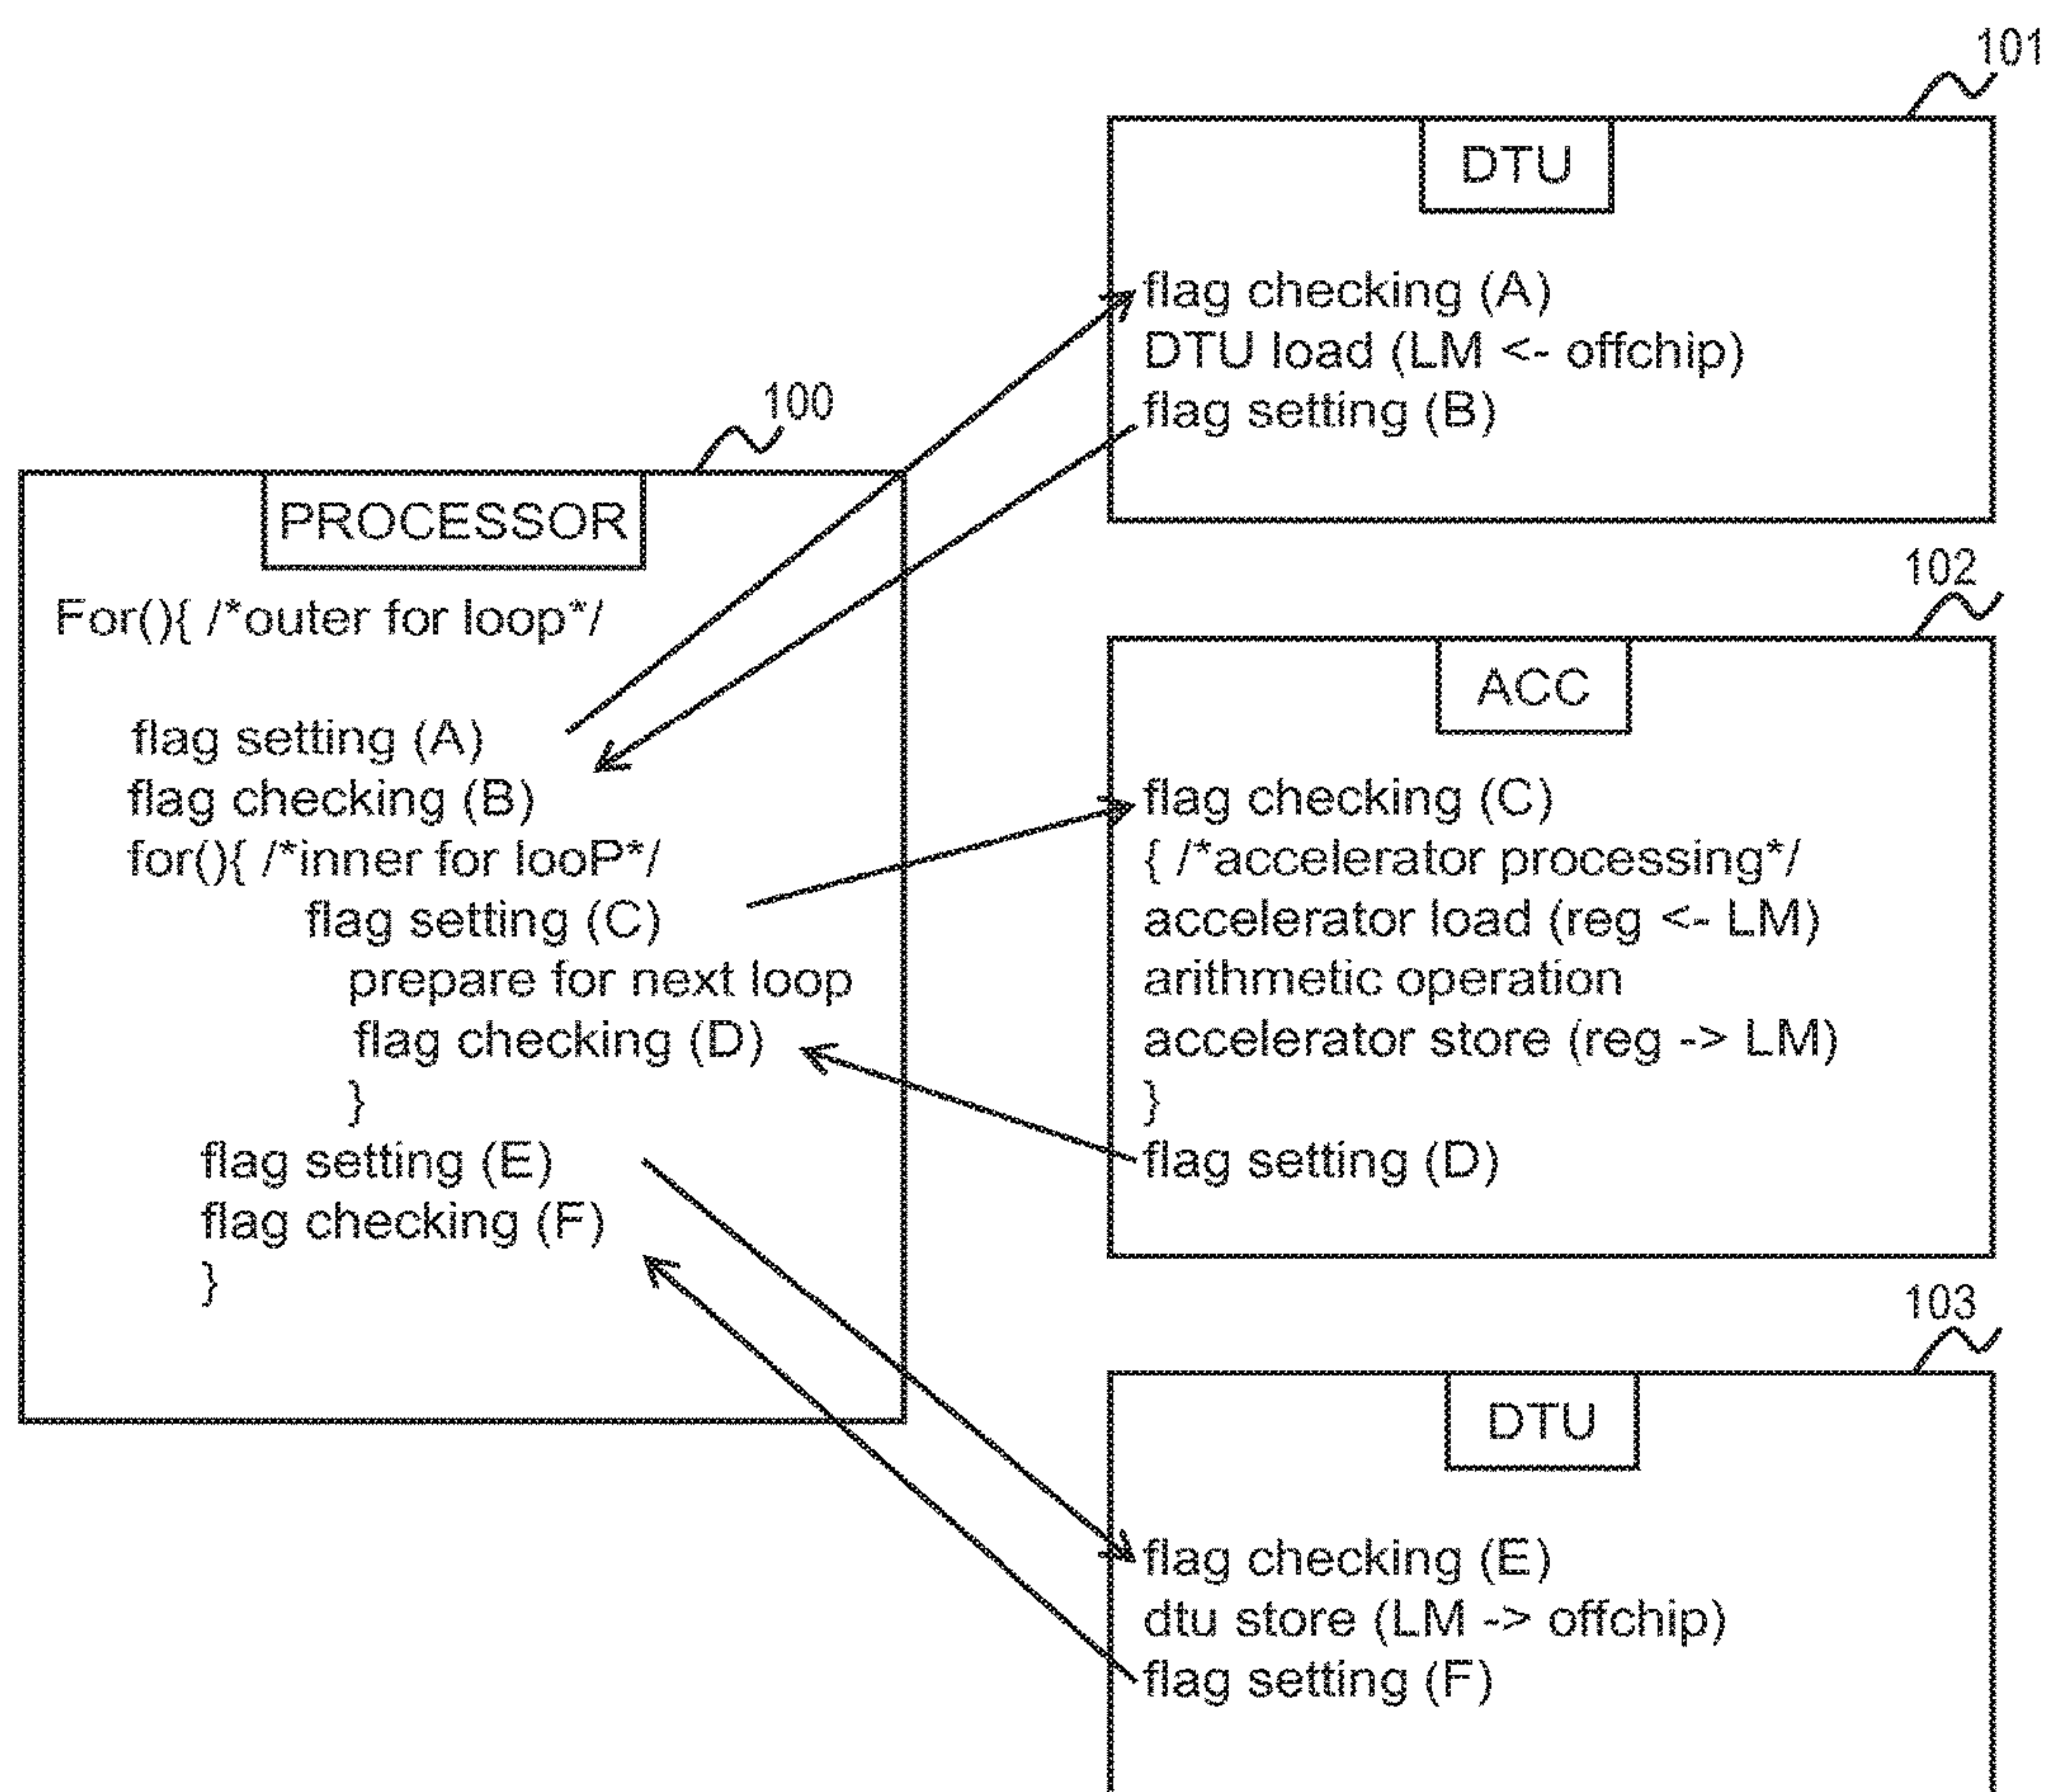 100
PROCESSOR
For(){ /*outer for loop*/
flag setting (A)
flag checking (B)
for(){ /*inner for looP*/
flag setting (C)
prepare for next loop
flag checking (D)
}
flag setting (E)
flag checking (F)
}
101
DTU
flag checking (A)
DTU load (LM <- offchip)
flag setting (B)
102
ACC
flag checking (C)
{ /*accelerator processing*/
accelerator load (reg <- LM)
arithmetic operation
accelerator store (reg -> LM)
}
flag setting (D)
103
DTU
flag checking (E)
dtu store (LM -> offchip)
flag setting (F)